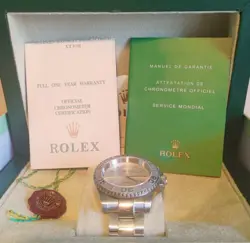 FULL ONE YEAR WARRANTY
OFFICIAL
CHRONOMETER
CERTIFICATION
ROLEX
MANUEL DE GARANTIE
ATTESTATION DE
CHRONOMETRE OFFICIEL
SERVICE MONDIAL
ROLEX